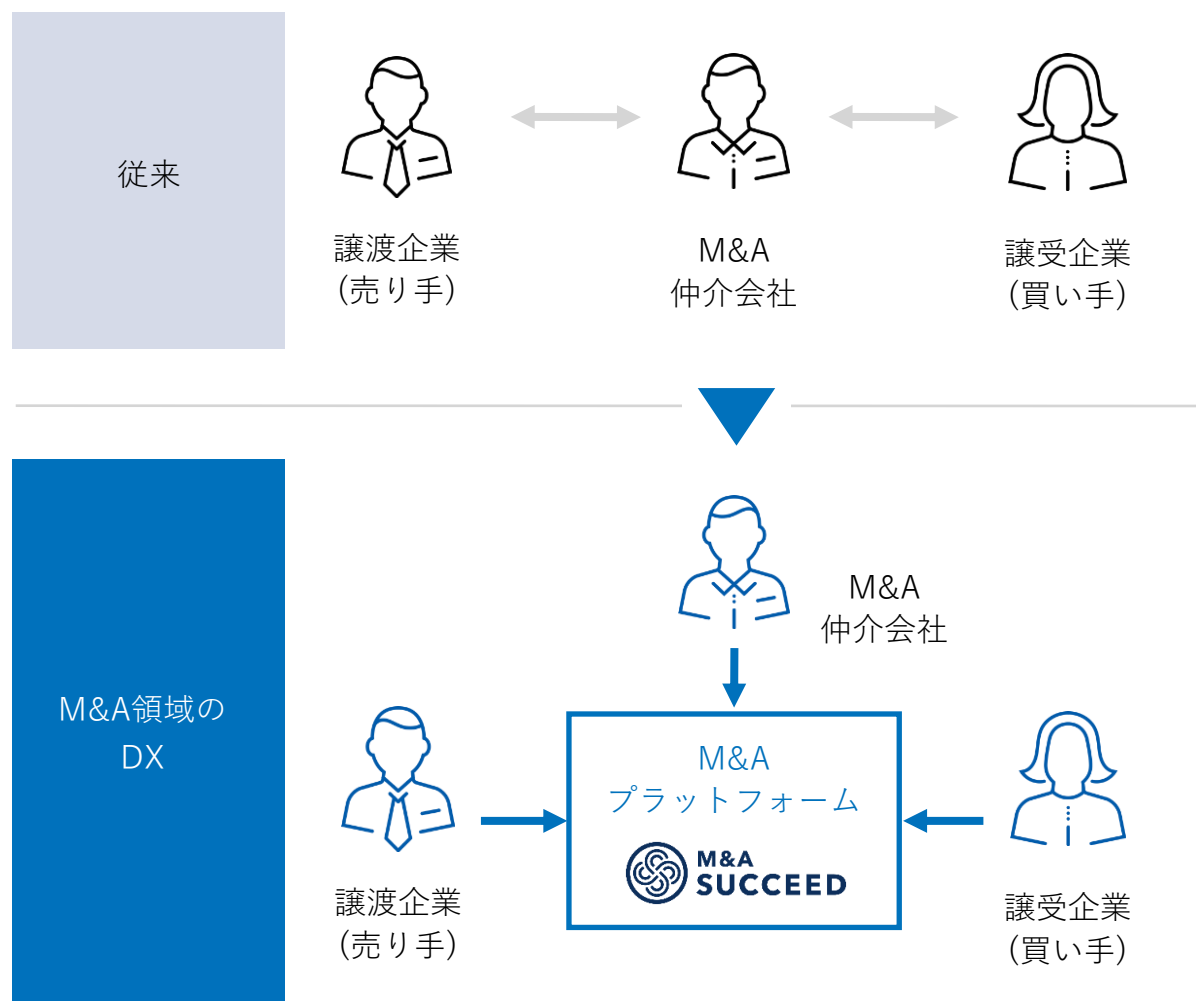 従来
譲渡企業
(売り手)
M&A
仲介会社
譲受企業
(買い手)
M&A領域の
DX
M&A
仲介会社
譲渡企業
(売り手)
M&A
プラットフォーム
M&A
SUCCEED
譲受企業
(買い手)